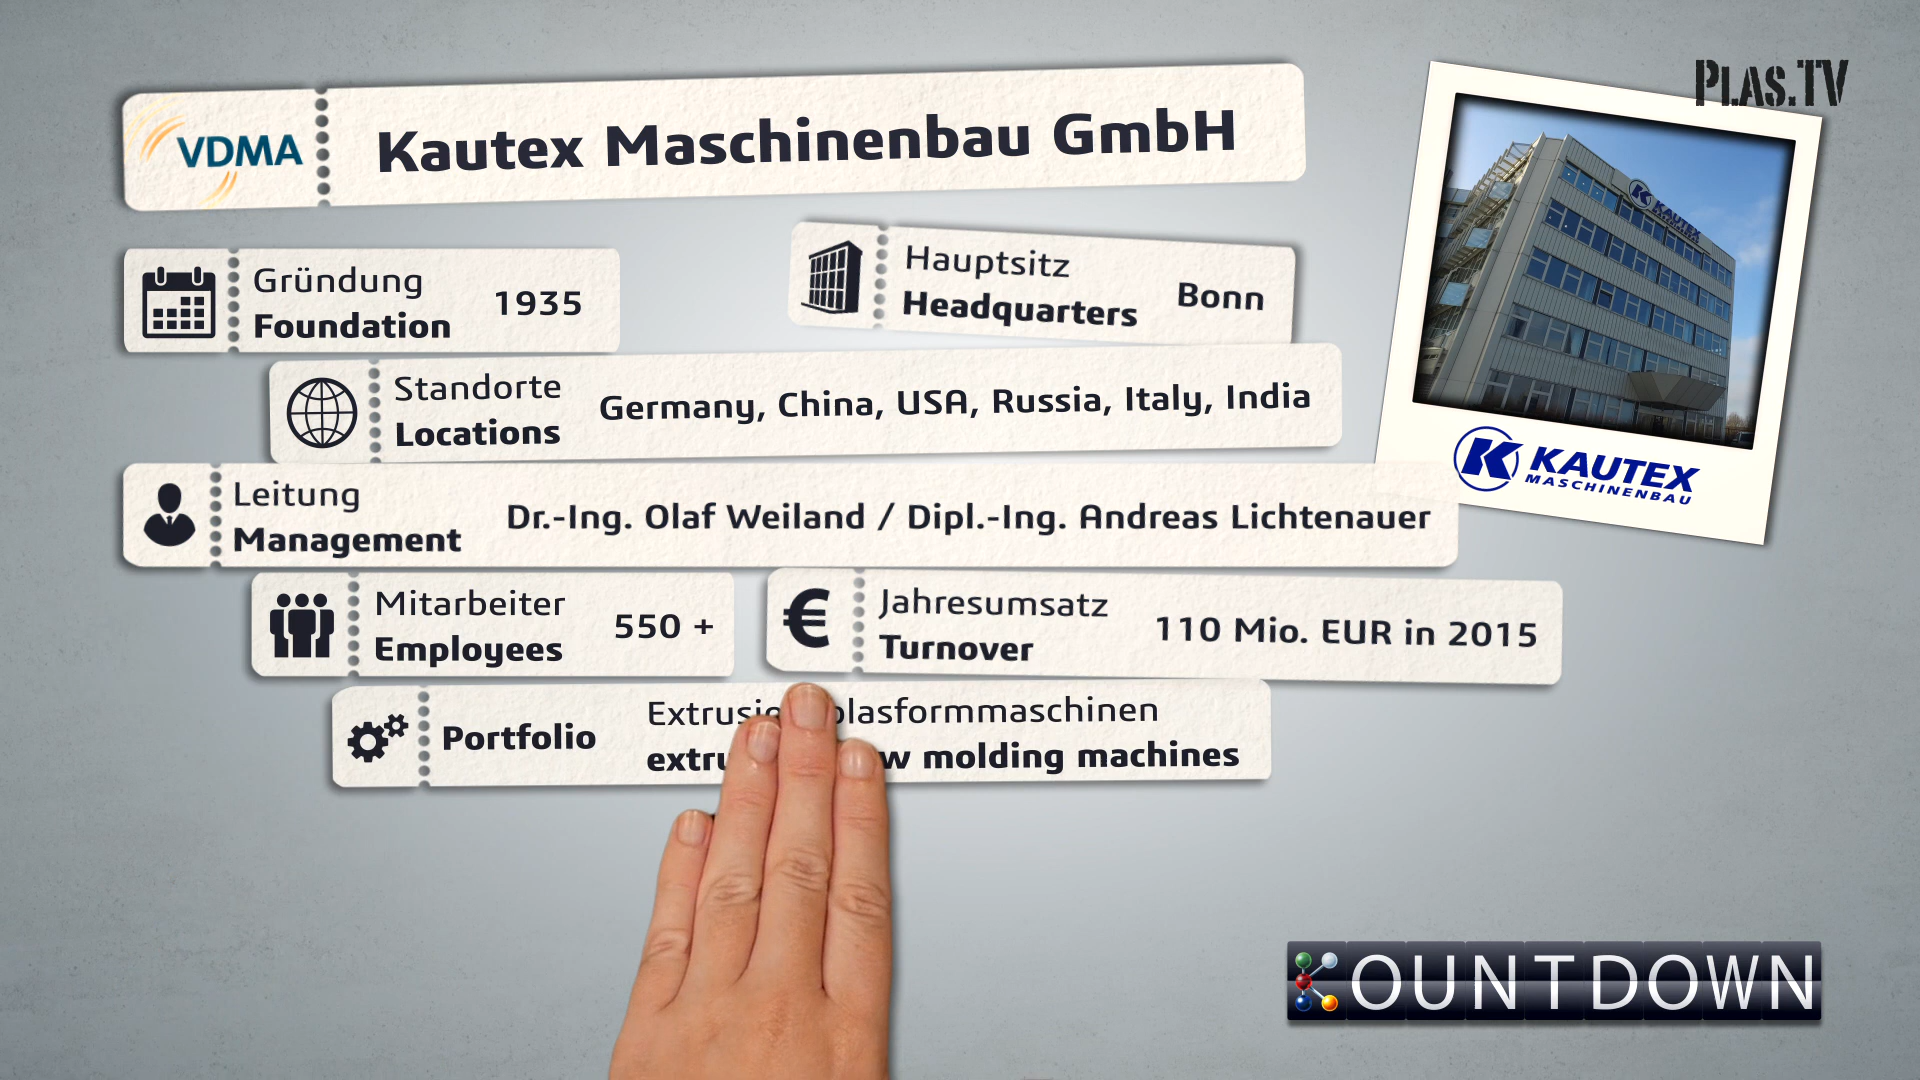 PLAS.TV
VDMA
Kautex Maschinenbau GmbH
Gründung
Foundation
1935
Hauptsitz
Headquarters
Bonn
KAUTEX
Standorte
Locations
Germany, China, USA, Russia, Italy, India
KAUTEX
MASCHINENBAU
Leitung
Management
Dr.-Ing. Olaf Weiland / Dipl.-Ing. Andreas Lichtenauer
Mitarbeiter
Employees
550 +
Jahresumsatz
Turnover
110 Mio. EUR in 2015
Portfolio
molding machines
KOUNTDOWN